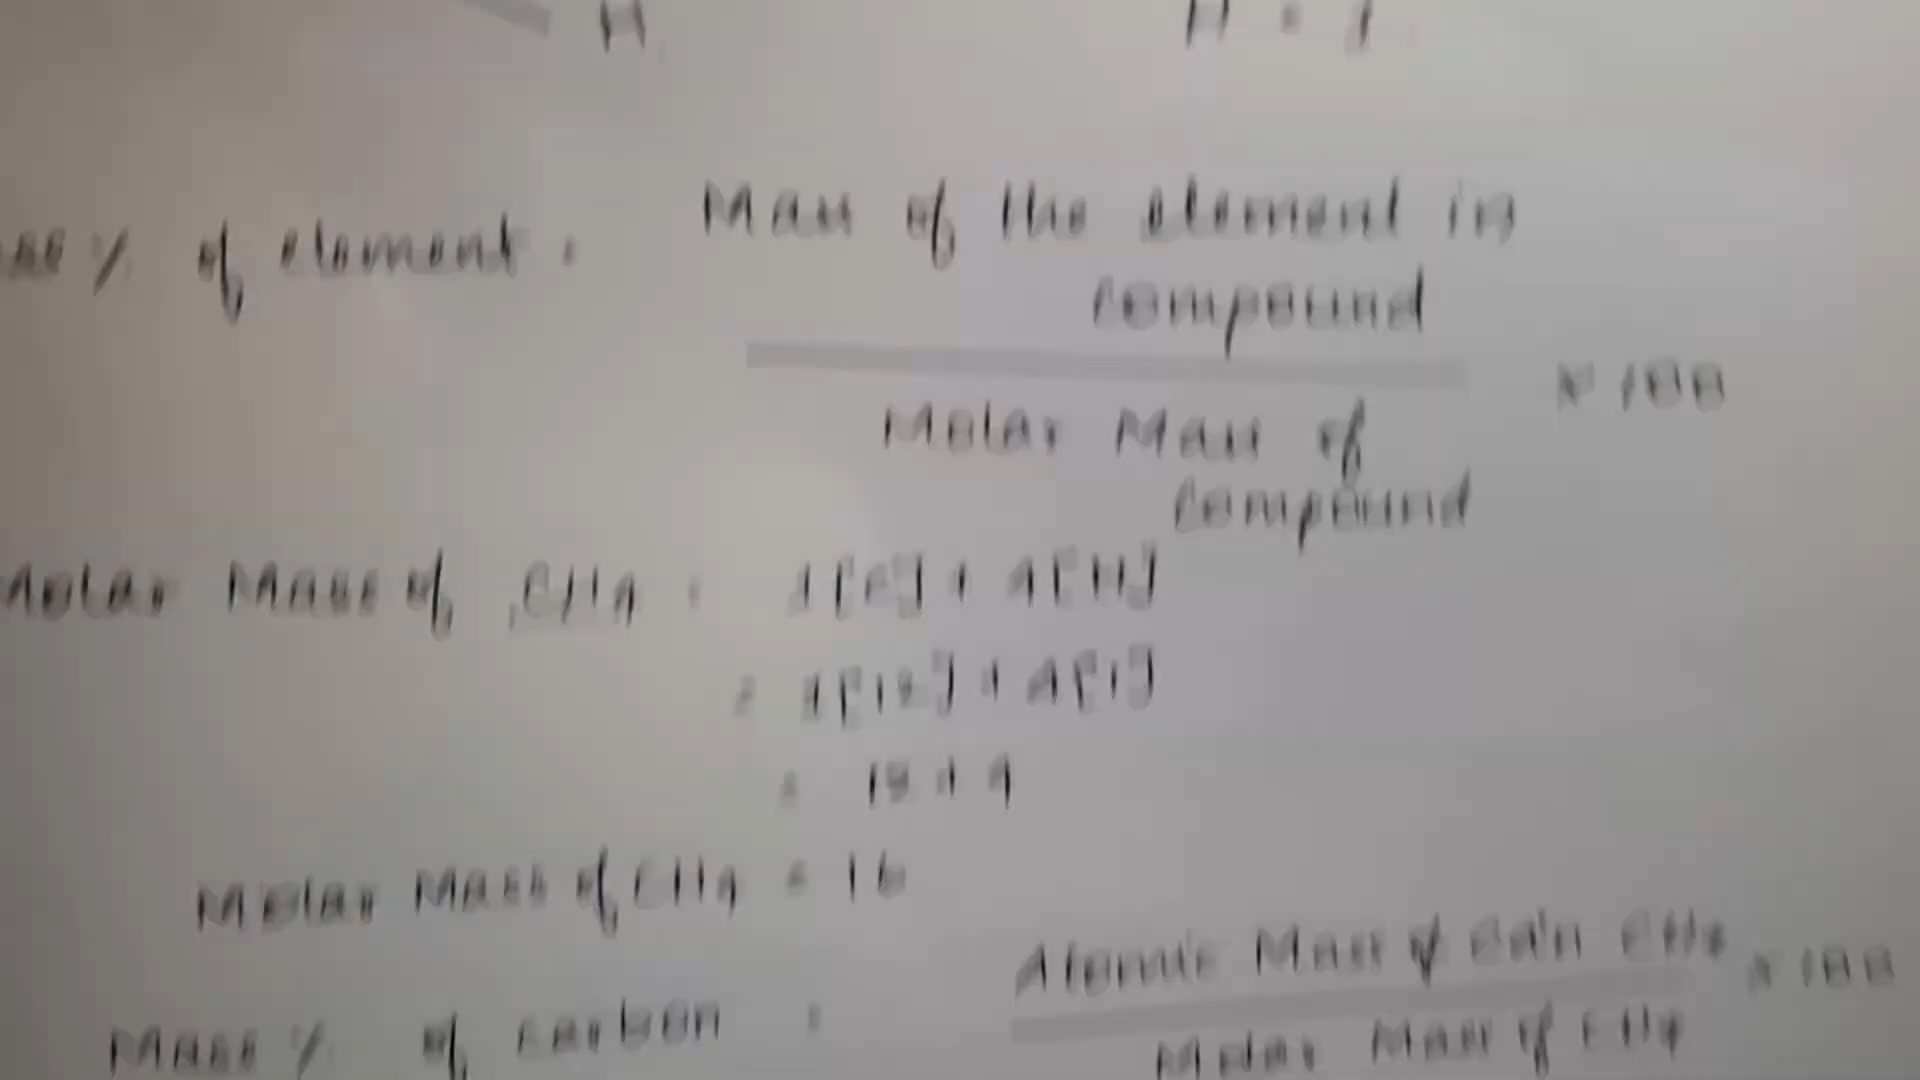 H H = 1
Mass of the element in
% of element =
compound
x 100
Molar Mass of
compound
Molar Mass of CH4 = 1[C] + 4[H]
= 1[12] + 4[1]
= 12 + 4
Molar Mass of CH4 = 16
Atomic Mass of CH4 x 100
Mass % of carbon =
Molar Mass of CH4